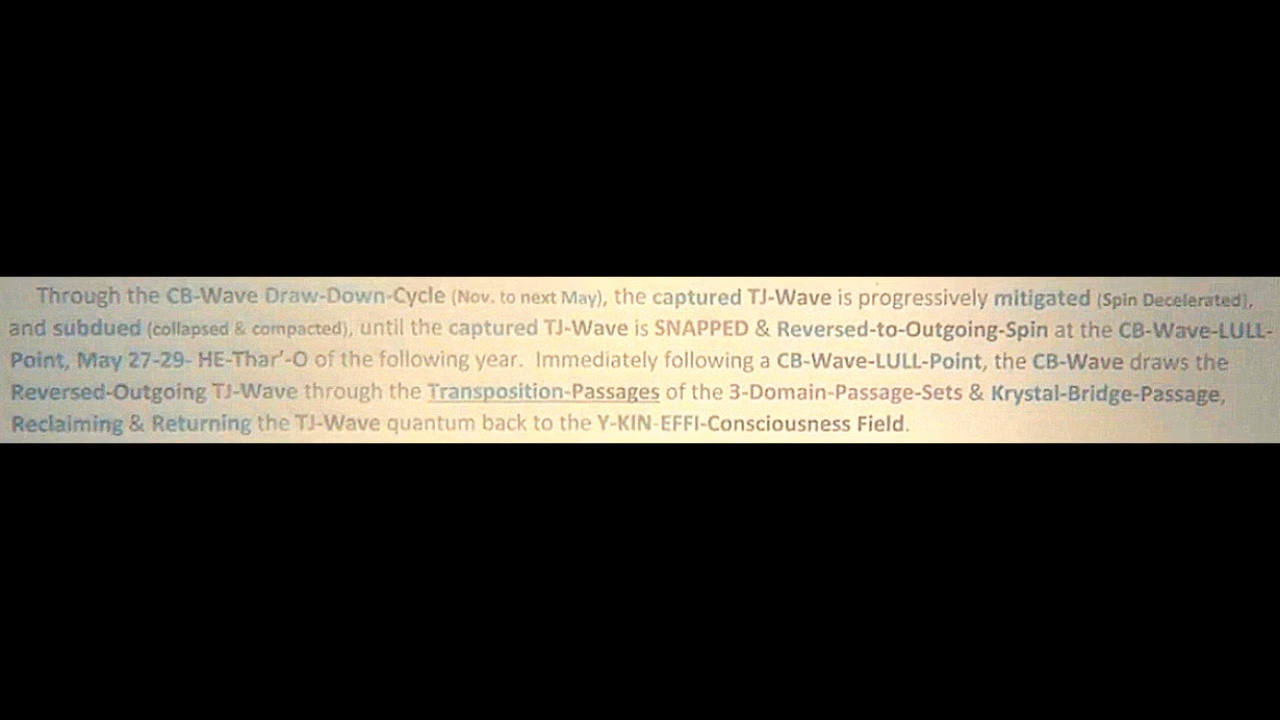 Through the CB-Wave Draw-Down-Cycle (Nov. to next May), the captured TJ-Wave is progressively mitigated (Spin Decelerated),
and subdued (collapsed & compacted), until the captured TJ-Wave is SNAPPED & Reversed-to-Outgoing-Spin at the CB-Wave-LULL-
Point, May 27-29- HE-Thar'-O of the following year. Immediately following a CB-Wave-LULL-Point, the CB-Wave draws the
Reversed-Outgoing TJ-Wave through the Transposition-Passages of the 3-Domain-Passage-Sets & Krystal-Bridge-Passage,
Reclaiming & Returning the TJ-Wave quantum back to the Y-KIN-EFFI-Consciousness Field.